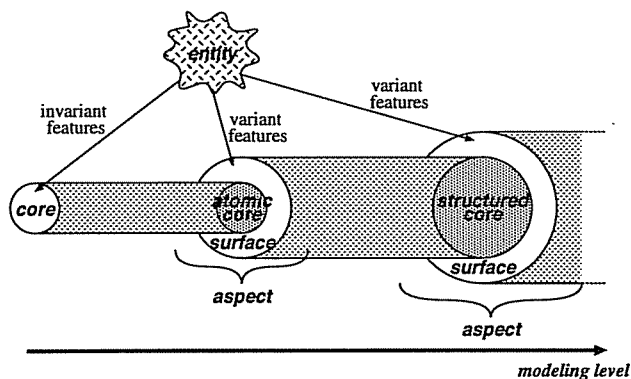 entity
invariant
features
variant
features
variant
features
core
atomic
core
surface
structured
core
surface
aspect
aspect
modeling level